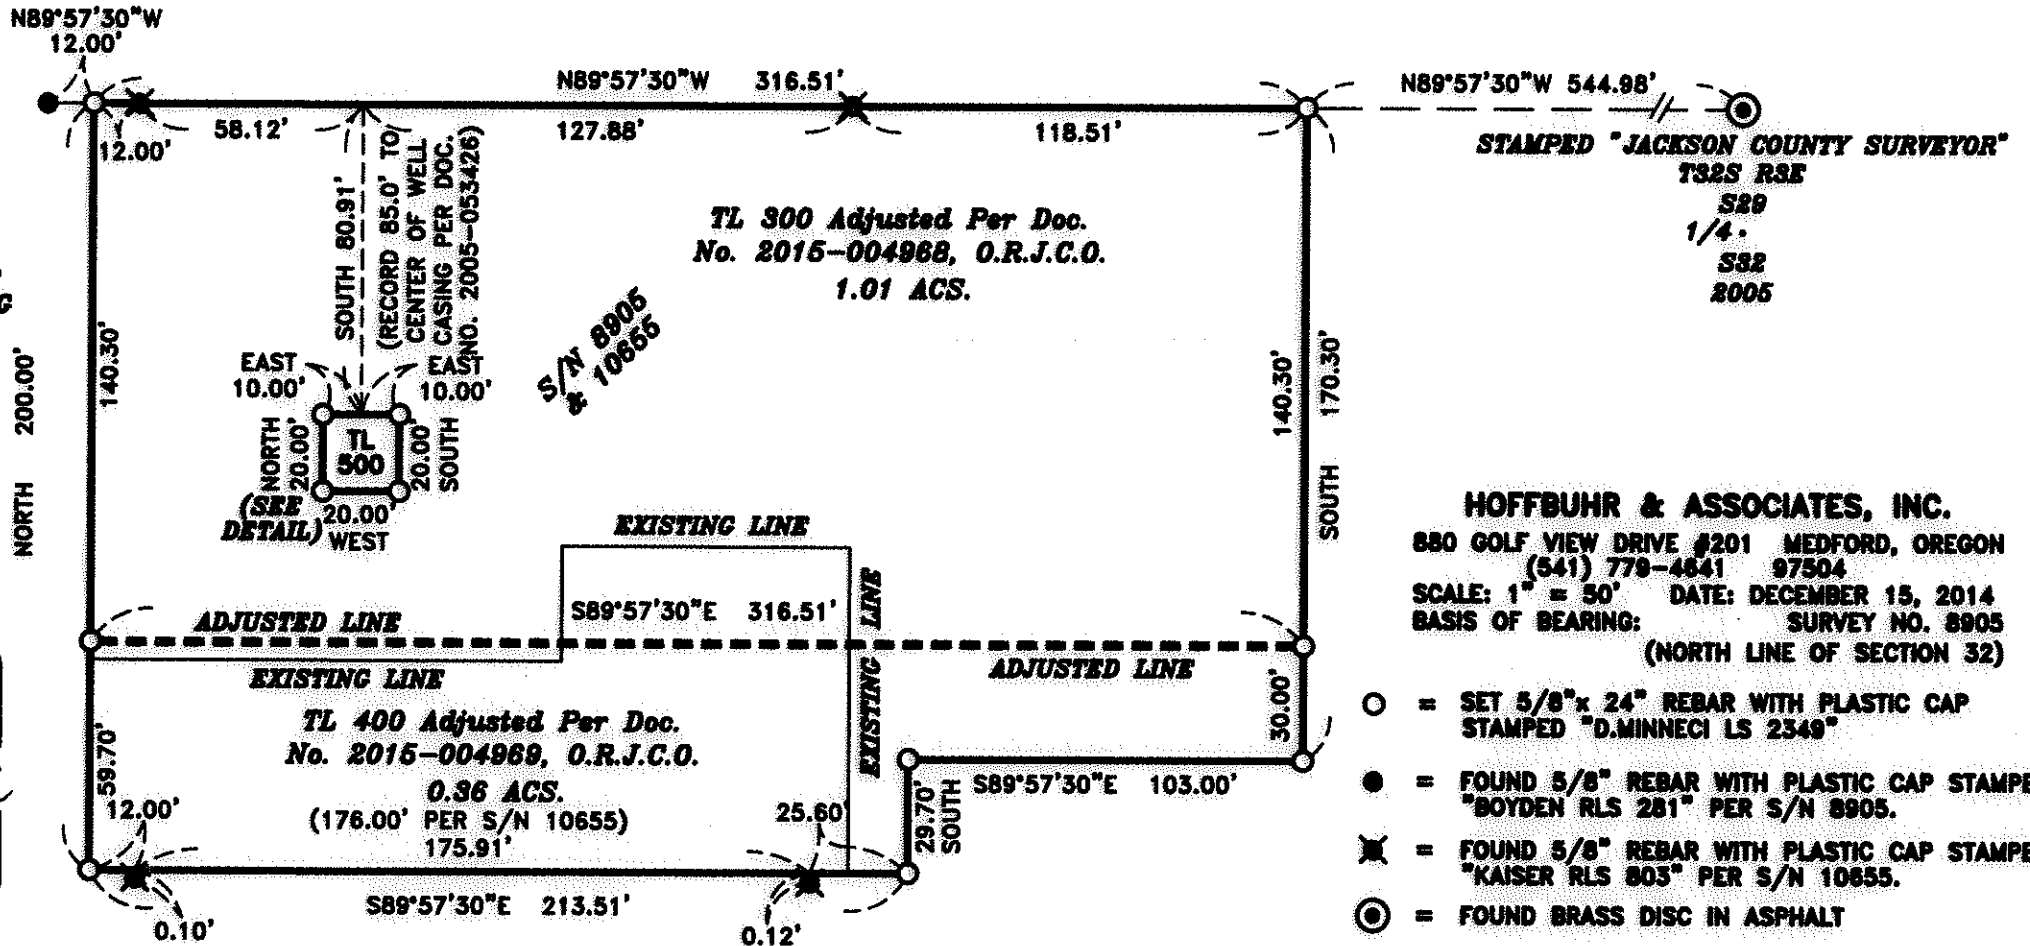 N89°57'30"W
12.00'
N89°57'30"W 316.51'
N89°57'30"W 544.98'
12.00'
58.12'
127.88'
118.51'
STAMPED "JACKSON COUNTY SURVEYOR"
T32S R3E
S29
1/4
S32
2005
SOUTH 80.91'
(RECORD 85.0' TO
CENTER OF WELL
CASING PER DOC.
NO. 2005-053426)
TL 300 Adjusted Per Doc.
No. 2015-004968, O.R.J.C.O.
1.01 ACS.
S/N 8905
& 10655
G
NORTH 200.00'
140.30'
EAST
10.00'
EAST
10.00'
NORTH
20.00'
TL
500
20.00'
SOUTH
(SEE
DETAIL)
20.00'
WEST
140.30'
SOUTH 170.30'
EXISTING LINE
S89°57'30"E 316.51'
LINE
EXISTING
ADJUSTED LINE
EXISTING LINE
ADJUSTED LINE
TL 400 Adjusted Per Doc.
No. 2015-004969, O.R.J.C.O.
0.36 ACS.
(176.00' PER S/N 10655)
175.91'
59.70'
12.00'
25.60'
29.70'
SOUTH
S89°57'30"E 103.00'
30.00'
S89°57'30"E 213.51'
0.10'
0.12'
HOFFBUHR & ASSOCIATES, INC.
880 GOLF VIEW DRIVE #201 MEDFORD, OREGON
(541) 779-4641 97504
SCALE: 1" = 50' DATE: DECEMBER 15, 2014
BASIS OF BEARING: SURVEY NO. 8905
(NORTH LINE OF SECTION 32)
= SET 5/8"x 24" REBAR WITH PLASTIC CAP
STAMPED "D.MINNECI LS 2349"
= FOUND 5/8" REBAR WITH PLASTIC CAP STAMPE
"BOYDEN RLS 281" PER S/N 8905.
= FOUND 5/8" REBAR WITH PLASTIC CAP STAMPE
"KAISER RLS 803" PER S/N 10655.
= FOUND BRASS DISC IN ASPHALT